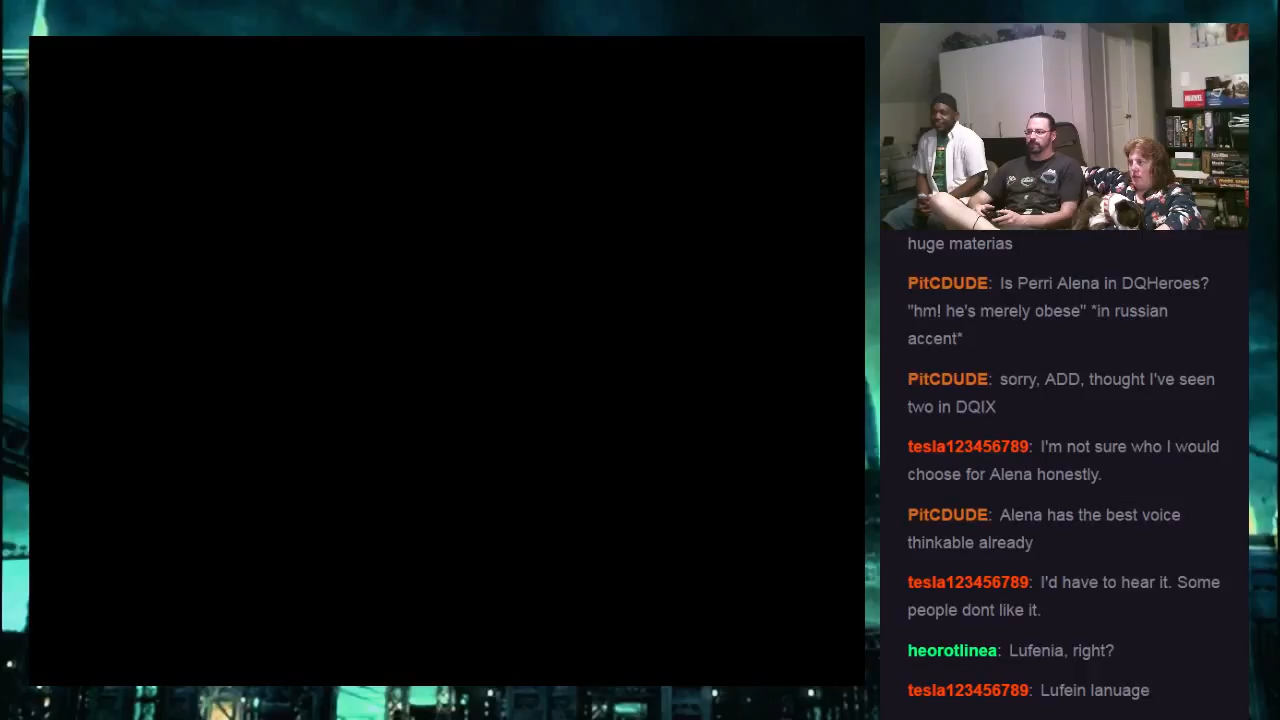 huge materias
PitCDUDE: Is Perri Alena in DQHeroes?
"hm! he's merely obese" *in russian
accent*
PitCDUDE: sorry, ADD, thought I've seen
two in DQIX
tesla123456789: I'm not sure who I would
choose for Alena honestly.
PitCDUDE: Alena has the best voice
thinkable already
tesla123456789: I'd have to hear it. Some
people dont like it.
heorotlinea: Lufenia, right?
tesla123456789: Lufein lanuage